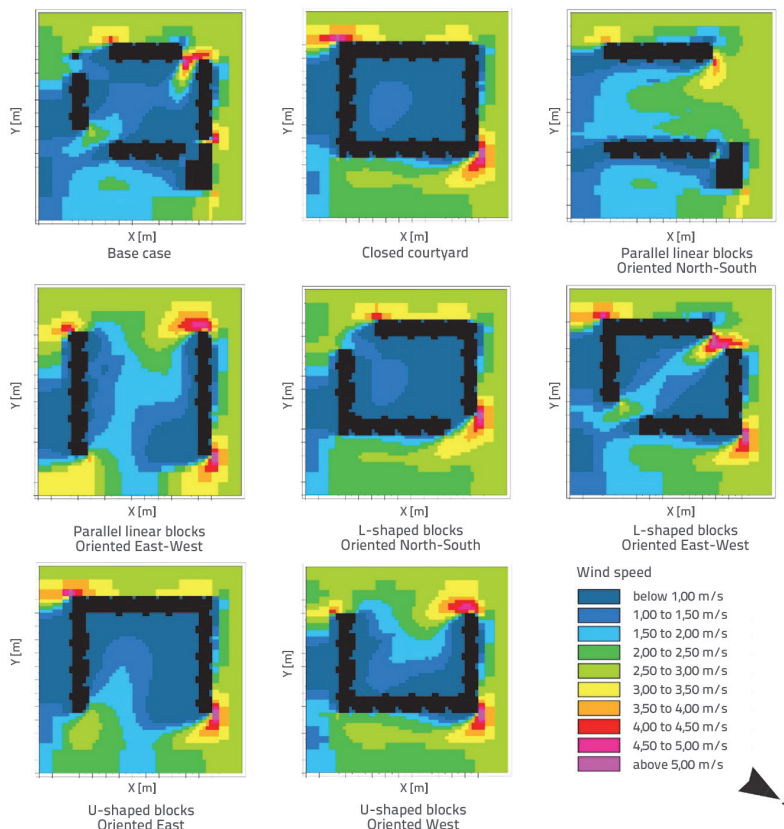 Y [m]
X [m]
Base case
Y [m]
X [m]
Closed courtyard
Y [m]
X [m]
Parallel linear blocks
Oriented North-South
Y [m]
X [m]
Parallel linear blocks
Oriented East-West
Y [m]
X [m]
L-shaped blocks
Oriented North-South
Y [m]
X [m]
L-shaped blocks
Oriented East-West
Y [m]
X [m]
U-shaped blocks
Oriented East
Y [m]
X [m]
U-shaped blocks
Oriented West
Wind speed
below 1,00 m/s
1,00 to 1,50 m/s
1,50 to 2,00 m/s
2,00 to 2,50 m/s
2,50 to 3,00 m/s
3,00 to 3,50 m/s
3,50 to 4,00 m/s
4,00 to 4,50 m/s
4,50 to 5,00 m/s
above 5,00 m/s